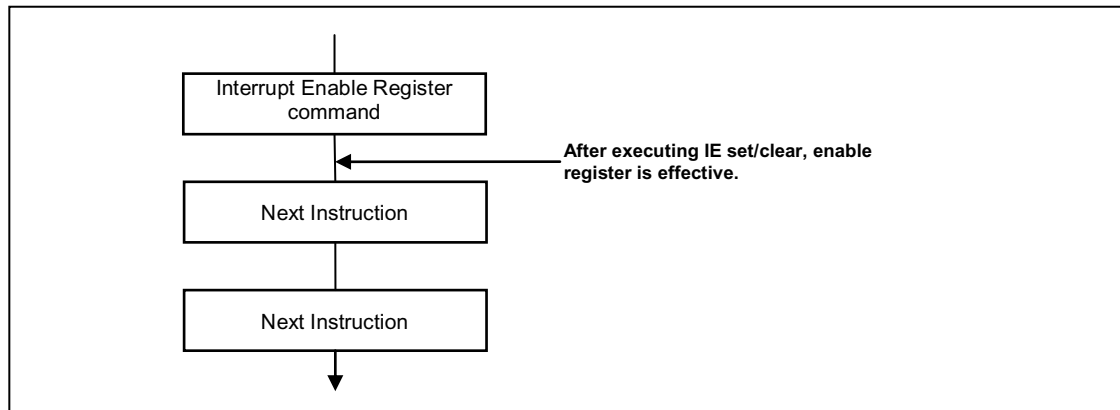 Interrupt Enable Register
command
After executing IE set/clear, enable
register is effective.
Next Instruction
Next Instruction